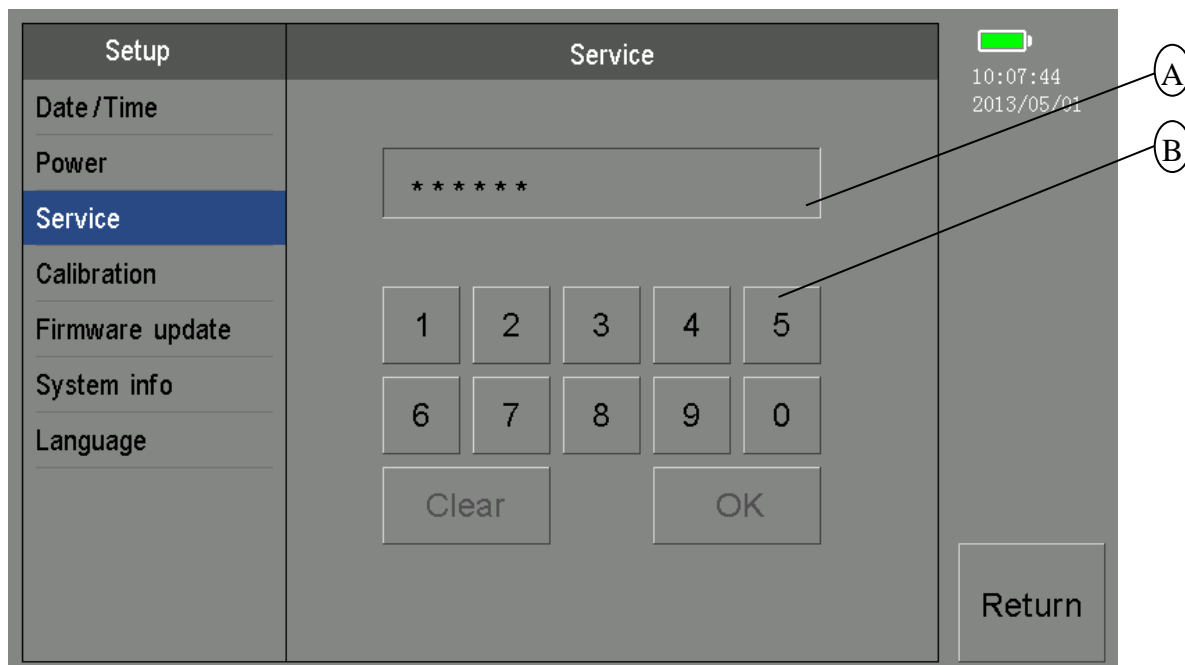 Setup
Date/Time
Power
Service
Calibration
Firmware update
System info
Language
Service
******
1 2 3 4 5
6 7 8 9 0
Clear OK
10:07:44
2013/05/01
Return
A
B